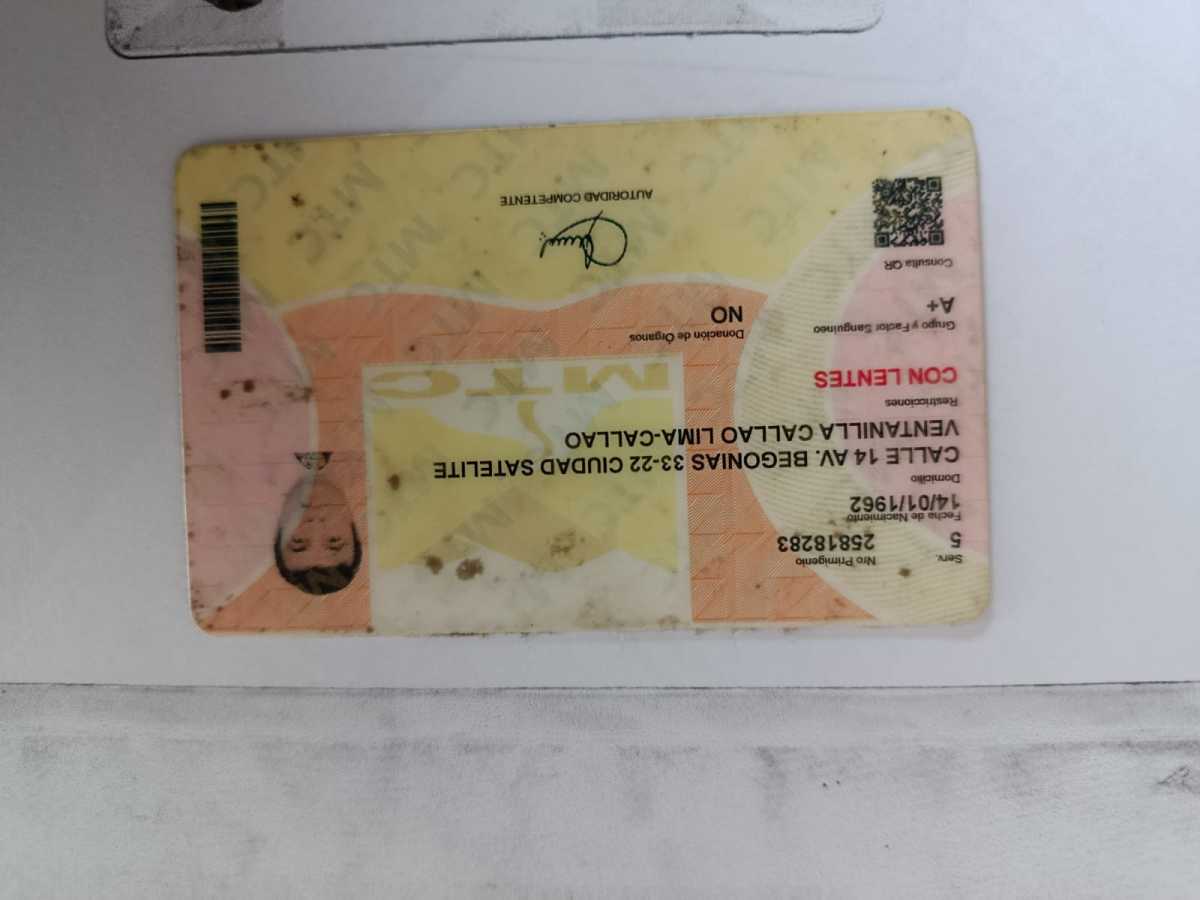 Serv. Nro Primigenio
5 25818283
Fecha de Nacimiento
14/01/1962
Domicilio
CALLE 14 AV. BEGONIAS 33-22 CIUDAD SATELITE
VENTANILLA CALLAO LIMA-CALLAO
Restricciones
CON LENTES
Grupo y Factor Sanguíneo Donación de Órganos
A+ NO
Consulta QR
AUTORIDAD COMPETENTE
MTC